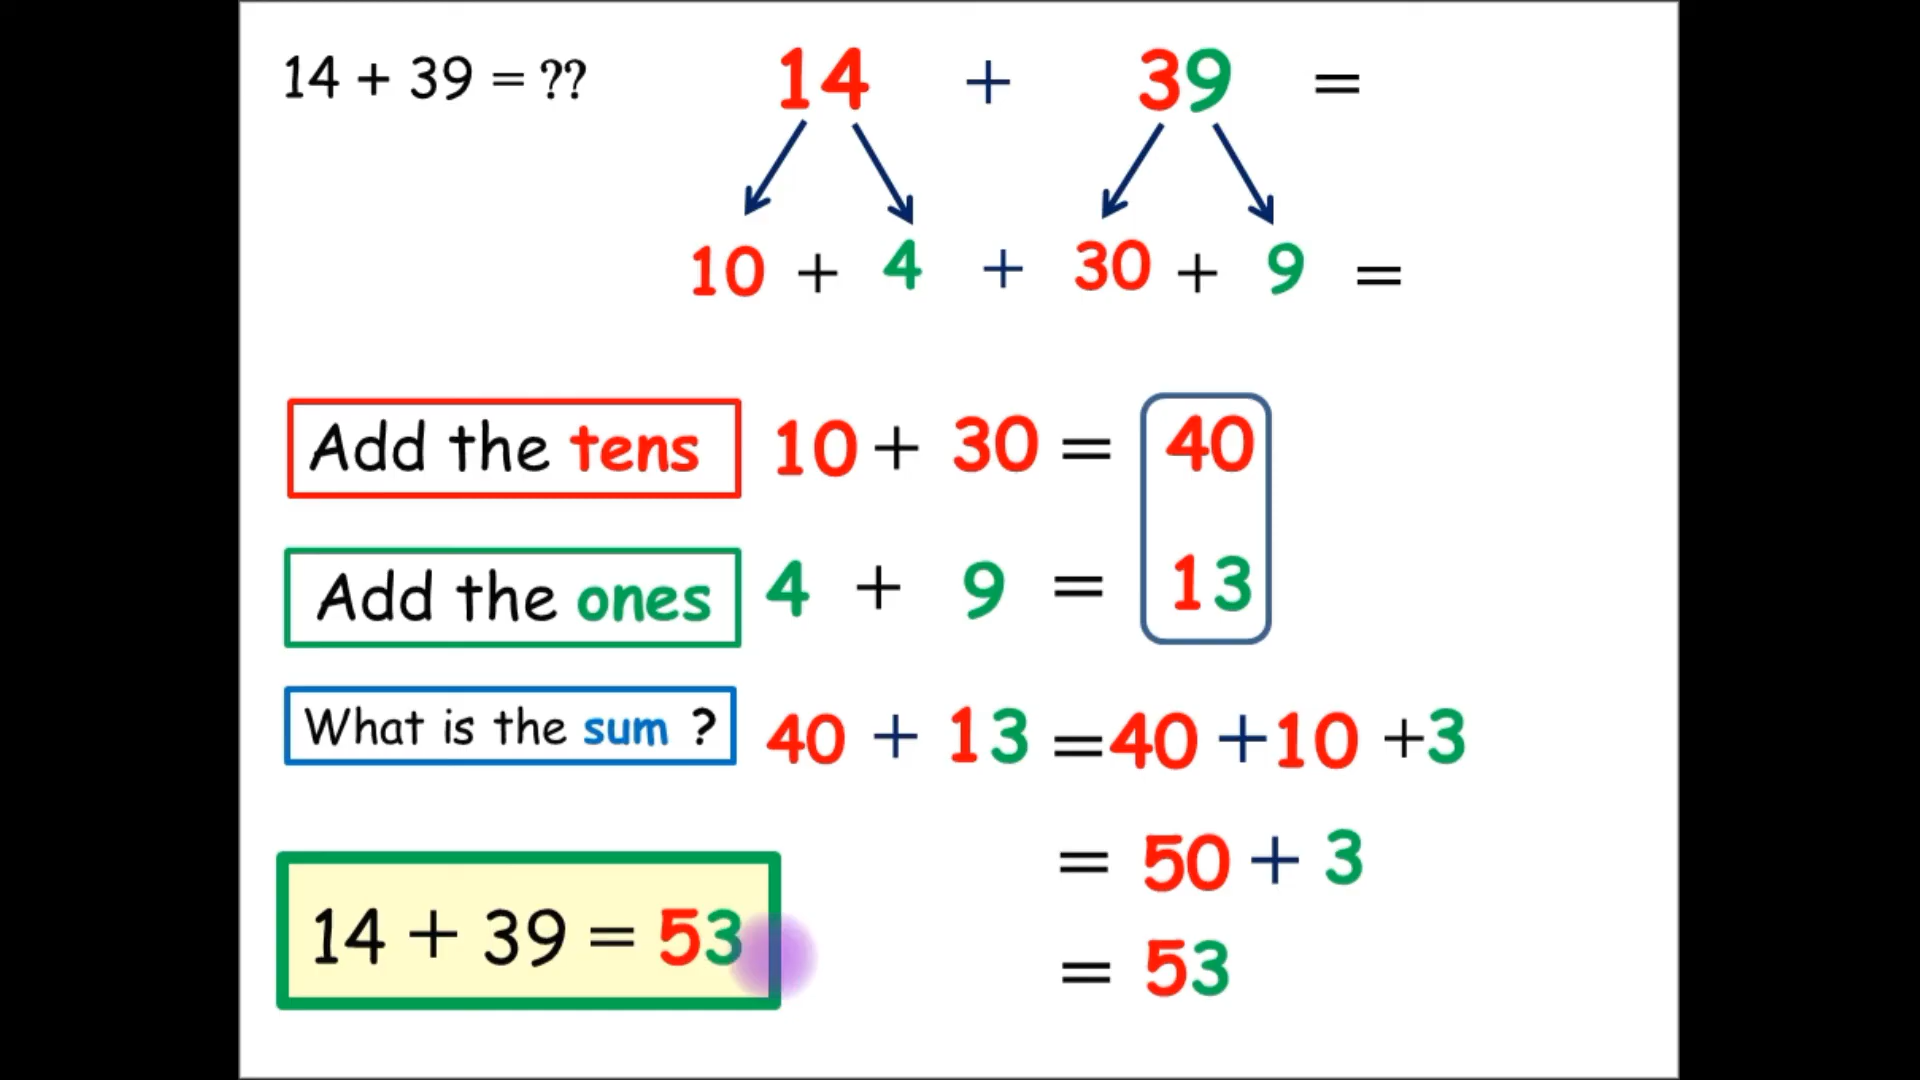 14 + 39 = ??
14 + 39 =
10 + 4 + 30 + 9 =
Add the tens 10 + 30 = 40
Add the ones 4 + 9 = 13
What is the sum ? 40 + 13 =40 +10 +3
= 50 + 3
14 + 39 = 53
= 53